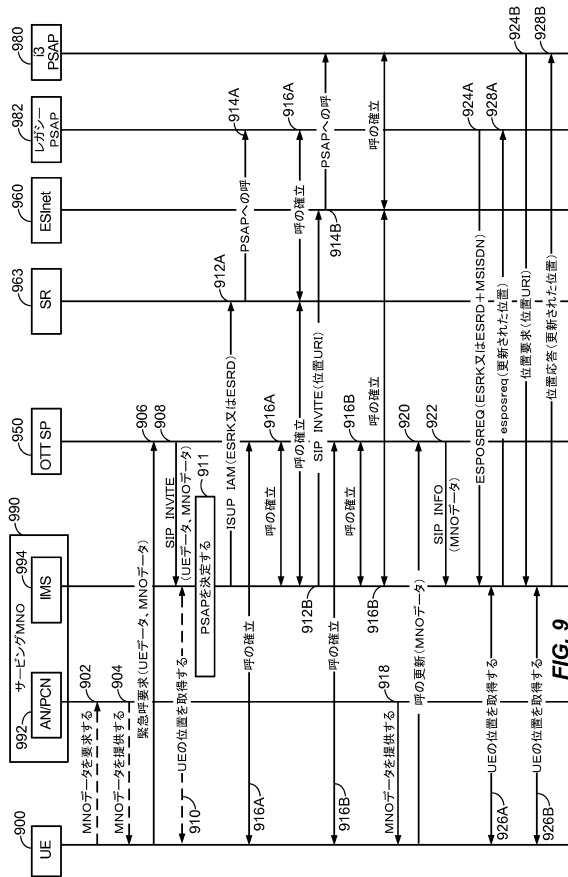 900
UE
990
サービングMNO
992
AN/PCN
994
IMS
950
OTT SP
963
SR
960
ESInet
982
レガシー
PSAP
980
i3
PSAP
902
MNOデータを要求する
904
MNOデータを提供する
906
緊急呼要求(UEデータ、MNOデータ)
908
SIP INVITE
(UEデータ、MNOデータ)
910
UEの位置を取得する
911
PSAPを決定する
912A
ISUP IAM(ESRK又はESRD)
914A
PSAPへの呼
916A
呼の確立
916A
呼の確立
916A
呼の確立
呼の確立
912B
SIP INVITE(位置URI)
914B
PSAPへの呼
916B
呼の確立
916B
呼の確立
916B
呼の確立
呼の確立
918
MNOデータを提供する
920
呼の更新(MNOデータ)
922
SIP INFO
(MNOデータ)
924A
ESPOSREQ(ESRK又はESRD+MSISDN)
926A
UEの位置を取得する
928A
esposreq(更新された位置)
924B
位置要求(位置URI)
926B
UEの位置を取得する
928B
位置応答(更新された位置)
FIG. 9